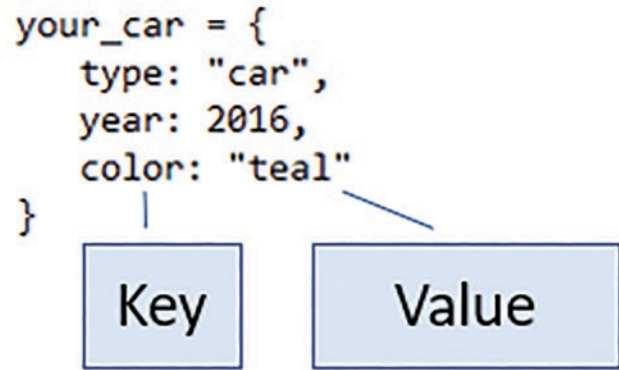 your_car = {
type: "car",
year: 2016,
color: "teal"
}
Key
Value